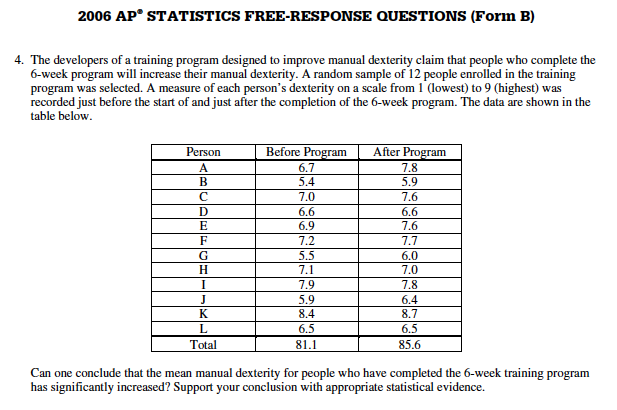 2006 AP® STATISTICS FREE-RESPONSE QUESTIONS (Form B)
4. The developers of a training program designed to improve manual dexterity claim that people who complete the
6-week program will increase their manual dexterity. A random sample of 12 people enrolled in the training
program was selected. A measure of each person's dexterity on a scale from 1 (lowest) to 9 (highest) was
recorded just before the start of and just after the completion of the 6-week program. The data are shown in the
table below.
Person Before Program After Program
A 6.7 7.8
B 5.4 5.9
C 7.0 7.6
D 6.6 6.6
E 6.9 7.6
F 7.2 7.7
G 5.5 6.0
H 7.1 7.0
I 7.9 7.8
J 5.9 6.4
K 8.4 8.7
L 6.5 6.5
Total 81.1 85.6
Can one conclude that the mean manual dexterity for people who have completed the 6-week training program
has significantly increased? Support your conclusion with appropriate statistical evidence.